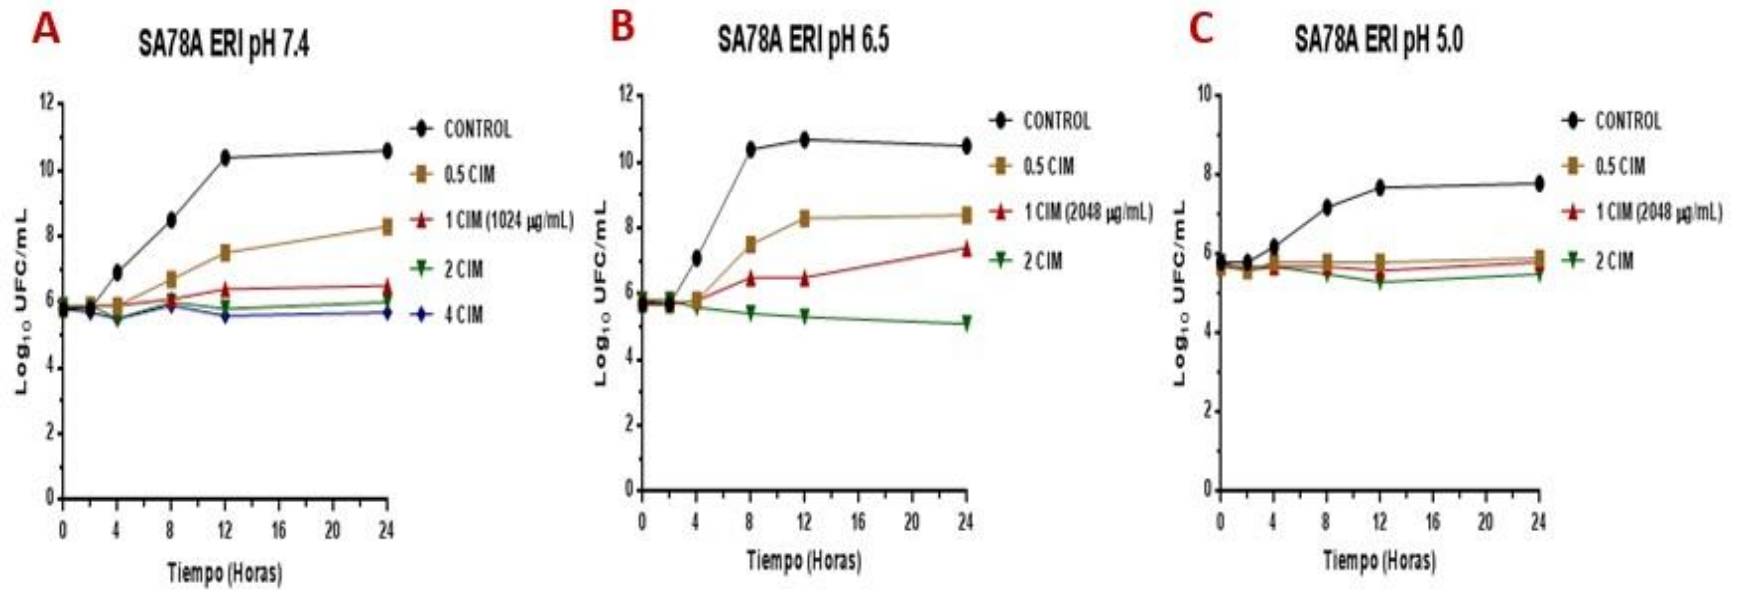 A
SA78A ERI pH 7.4
Log₁₀ UFC/mL
12
10
8
6
4
2
0
0 4 8 12 16 20 24
Tiempo (Horas)
CONTROL
0.5 CIM
1 CIM (1024 µg/mL)
2 CIM
4 CIM
B
SA78A ERI pH 6.5
Log₁₀ UFC/mL
12
10
8
6
4
2
0
0 4 8 12 16 20 24
Tiempo (Horas)
CONTROL
0.5 CIM
1 CIM (2048 µg/mL)
2 CIM
C
SA78A ERI pH 5.0
Log₁₀ UFC/mL
10
8
6
4
2
0
0 4 8 12 16 20 24
Tiempo (Horas)
CONTROL
0.5 CIM
1 CIM (2048 µg/mL)
2 CIM